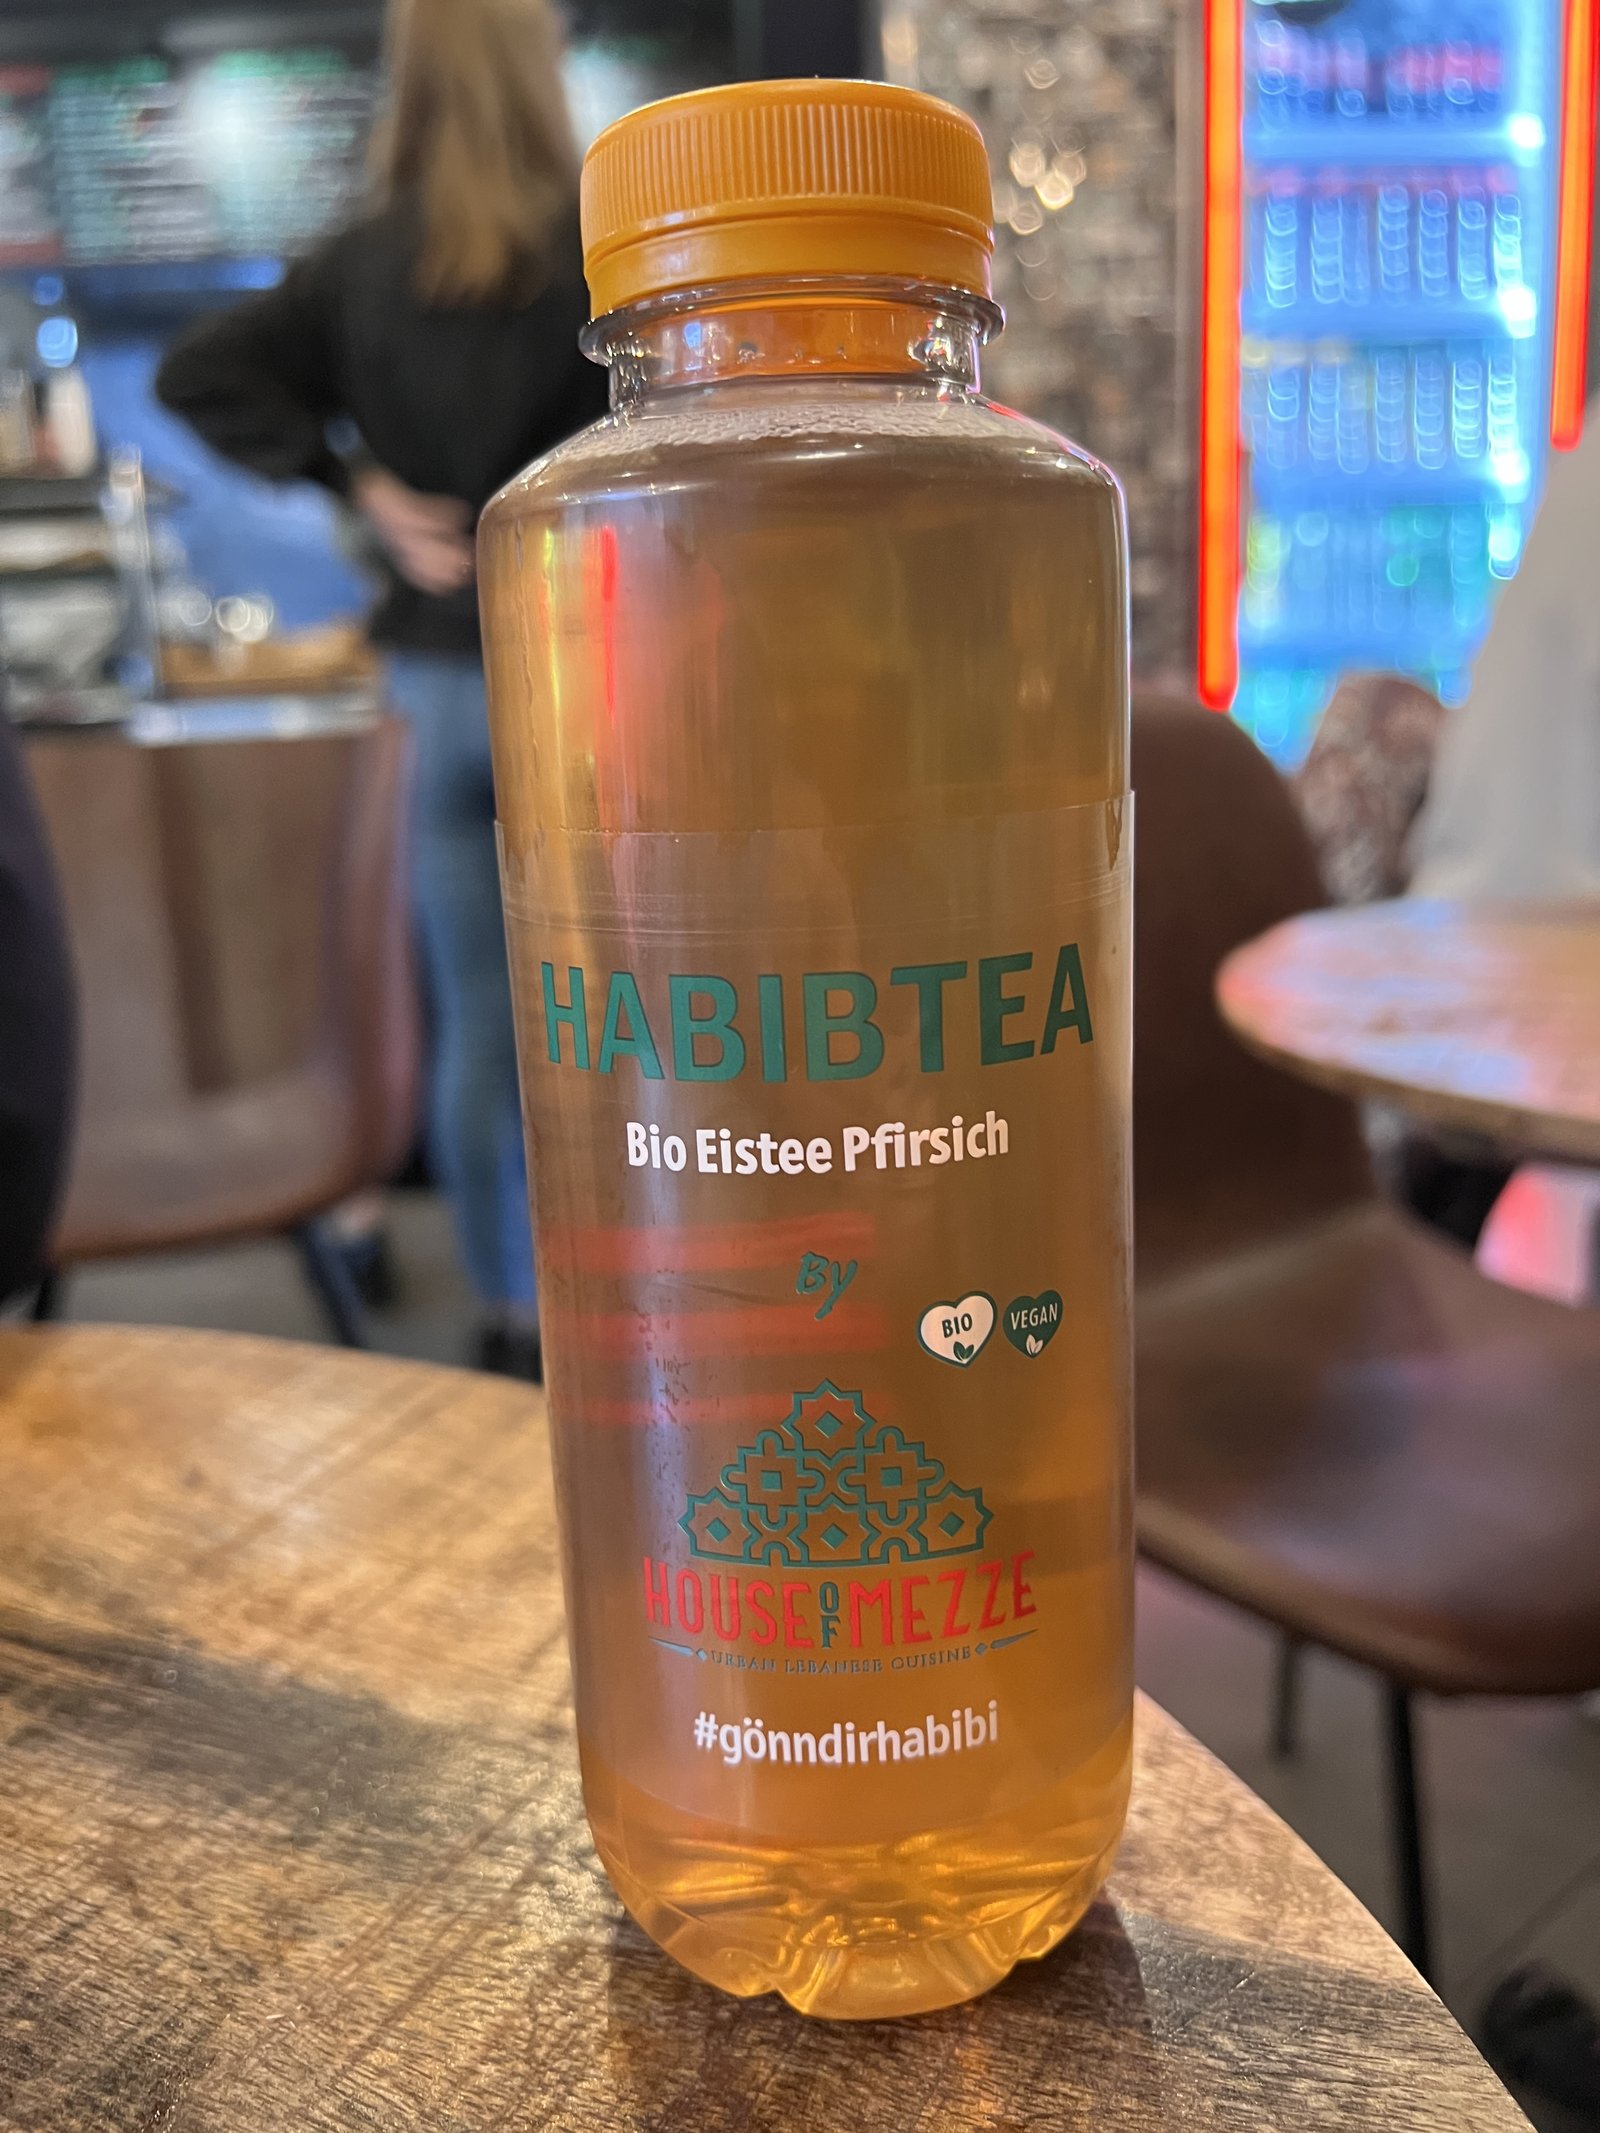 HABIBTEA
Bio Eistee Pfirsich
By
BIO VEGAN
HOUSE OF MEZZE
URBAN LEBANESE CUISINE
#gönndirhabibi